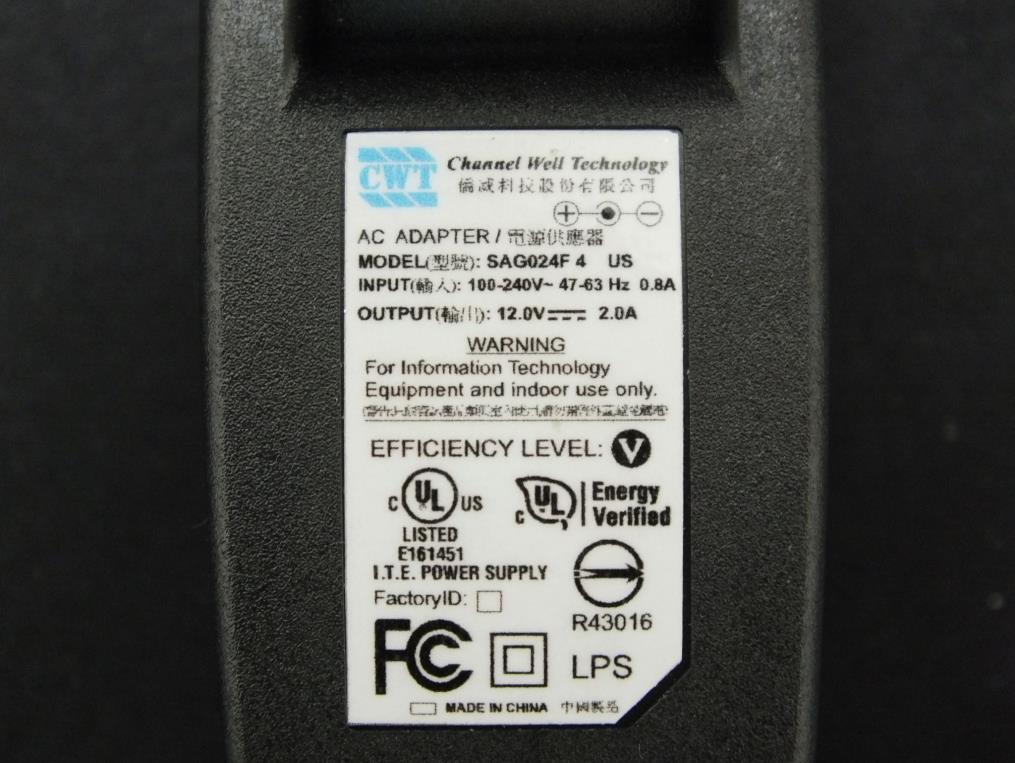 CWT Channel Well Technology
僑威科技股份有限公司
AC ADAPTER / 電源供應器
MODEL(型號): SAG024F 4 US
INPUT(輸入): 100-240V~ 47-63 Hz 0.8A
OUTPUT(輸出): 12.0V 2.0A
WARNING
For Information Technology
Equipment and indoor use only.
EFFICIENCY LEVEL: V
C UL US
C UL Energy Verified
LISTED
E161451
I.T.E. POWER SUPPLY
FactoryID:
R43016
FC LPS
MADE IN CHINA 中國製造